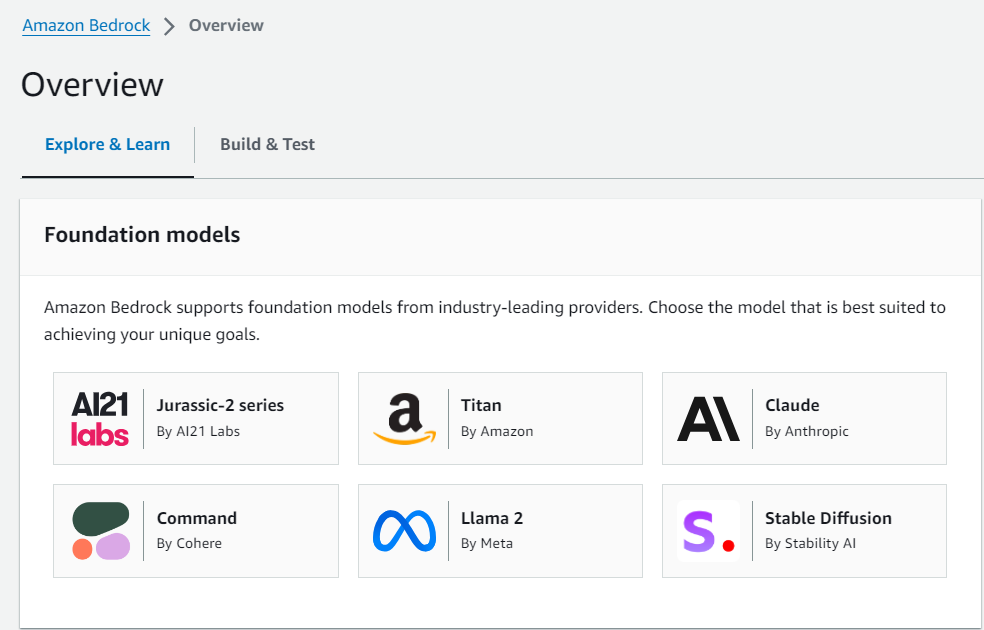 Amazon Bedrock > Overview
Overview
Explore & Learn
Build & Test
Foundation models
Amazon Bedrock supports foundation models from industry-leading providers. Choose the model that is best suited to
achieving your unique goals.
AI21
labs
Jurassic-2 series
By AI21 Labs
a
Titan
By Amazon
A\
Claude
By Anthropic
Command
By Cohere
Llama 2
By Meta
S.
Stable Diffusion
By Stability AI